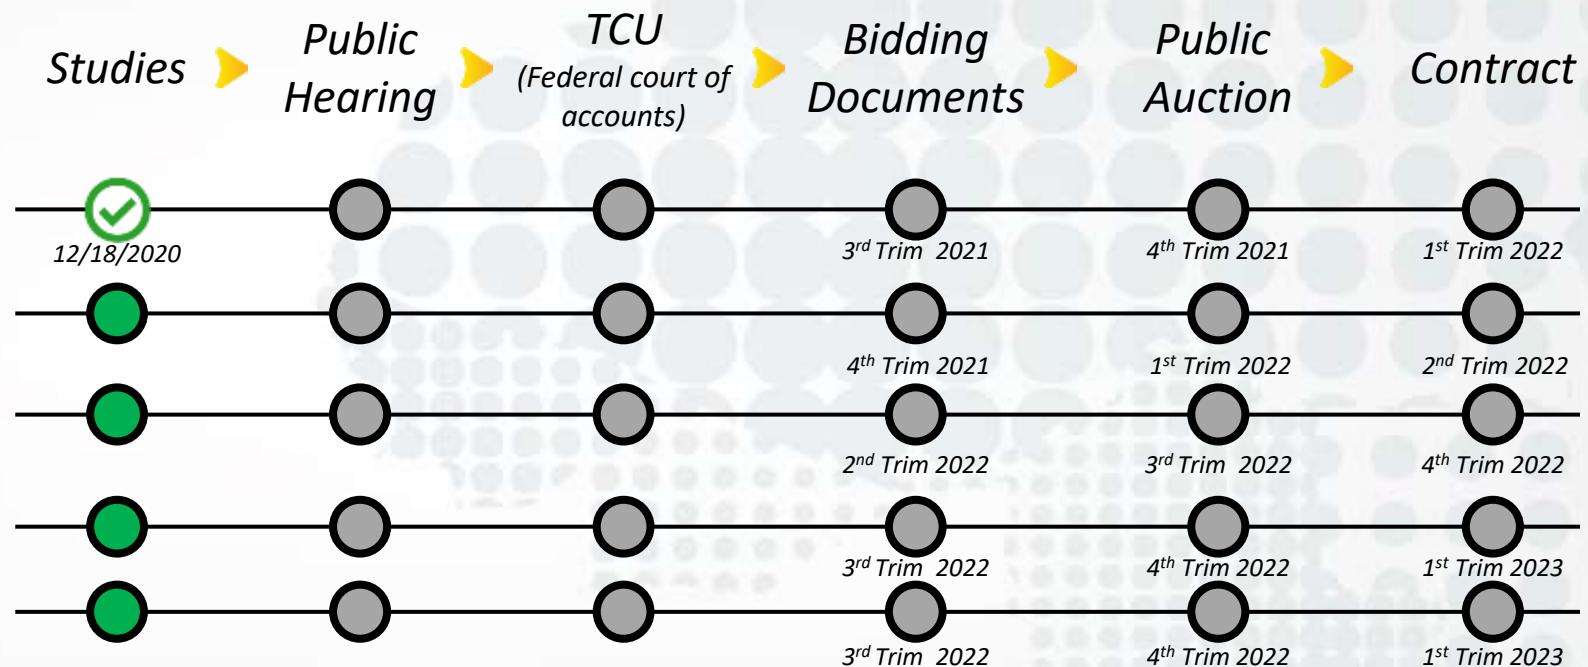 Studies
Public
Hearing
TCU
(Federal court of
accounts)
Bidding
Documents
Public
Auction
Contract
12/18/2020
3rd Trim 2021
4th Trim 2021
1st Trim 2022
4th Trim 2021
1st Trim 2022
2nd Trim 2022
2nd Trim 2022
3rd Trim 2022
4th Trim 2022
3rd Trim 2022
4th Trim 2022
1st Trim 2023
3rd Trim 2022
4th Trim 2022
1st Trim 2023